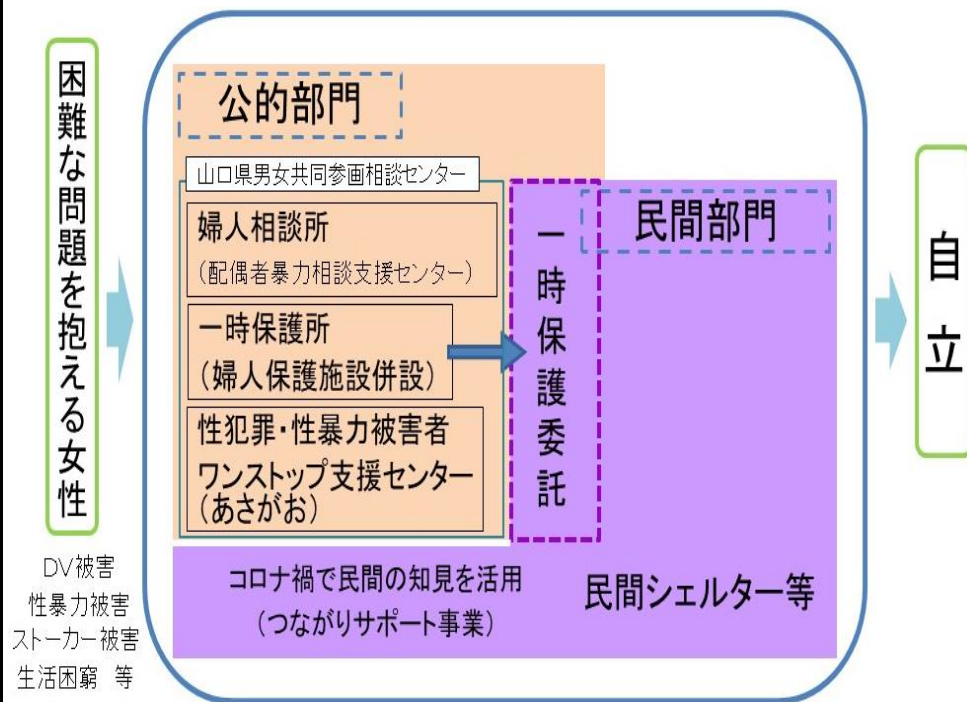 困難な問題を抱える女性
DV被害
性暴力被害
ストーカー被害
生活困窮 等
公的部門
山口県男女共同参画相談センター
婦人相談所
（配偶者暴力相談支援センター）
一時保護所
（婦人保護施設併設）
性犯罪・性暴力被害者
ワンストップ支援センター
（あさがお）
一時保護委託
民間部門
コロナ禍で民間の知見を活用
（つながりサポート事業）
民間シェルター等
自立